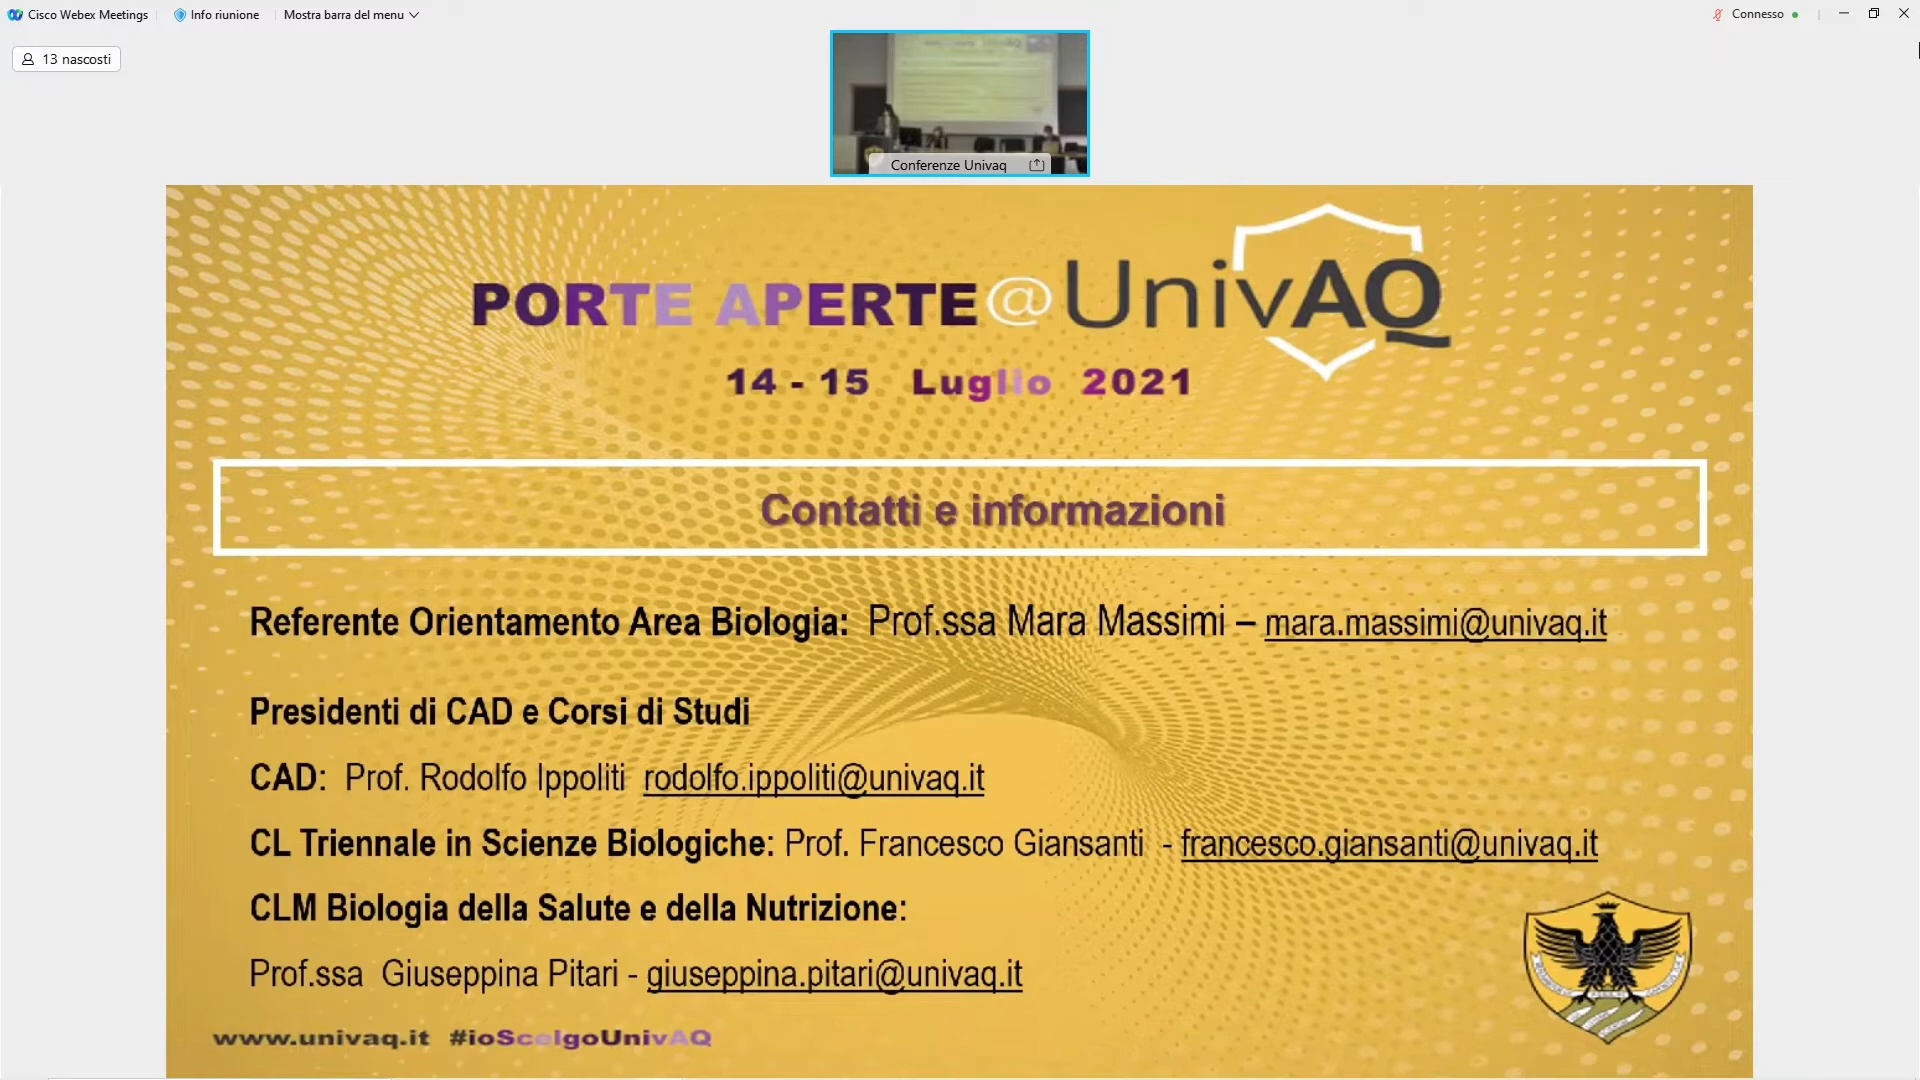 Cisco Webex Meetings
Info riunione
Mostra barra del menu
Connesso
13 nascosti
Conferenze Univaq
PORTE APERTE@UnivAQ
14 - 15 Luglio 2021
Contatti e informazioni
Referente Orientamento Area Biologia: Prof.ssa Mara Massimi – mara.massimi@univaq.it
Presidenti di CAD e Corsi di Studi
CAD: Prof. Rodolfo Ippoliti rodolfo.ippoliti@univaq.it
CL Triennale in Scienze Biologiche: Prof. Francesco Giansanti - francesco.giansanti@univaq.it
CLM Biologia della Salute e della Nutrizione:
Prof.ssa Giuseppina Pitari - giuseppina.pitari@univaq.it
www.univaq.it #ioScelgoUnivAQ